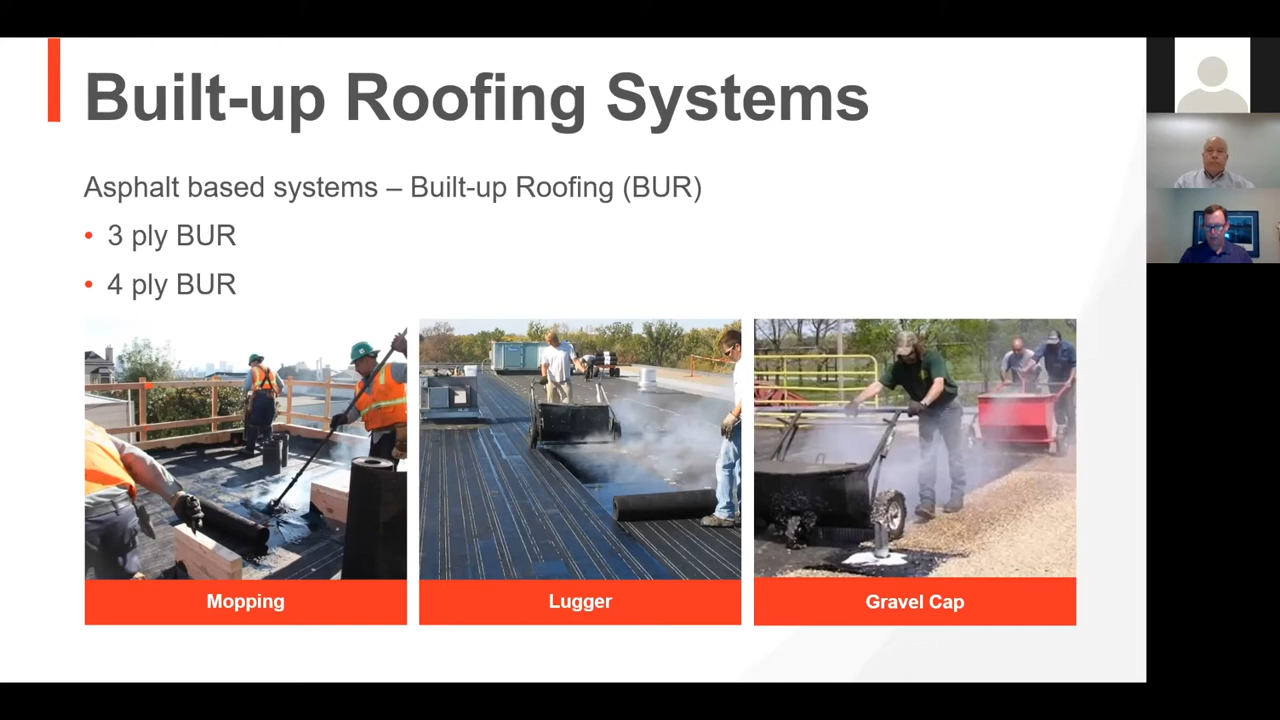 Built-up Roofing Systems
Asphalt based systems – Built-up Roofing (BUR)
• 3 ply BUR
• 4 ply BUR
Mopping
Lugger
Gravel Cap